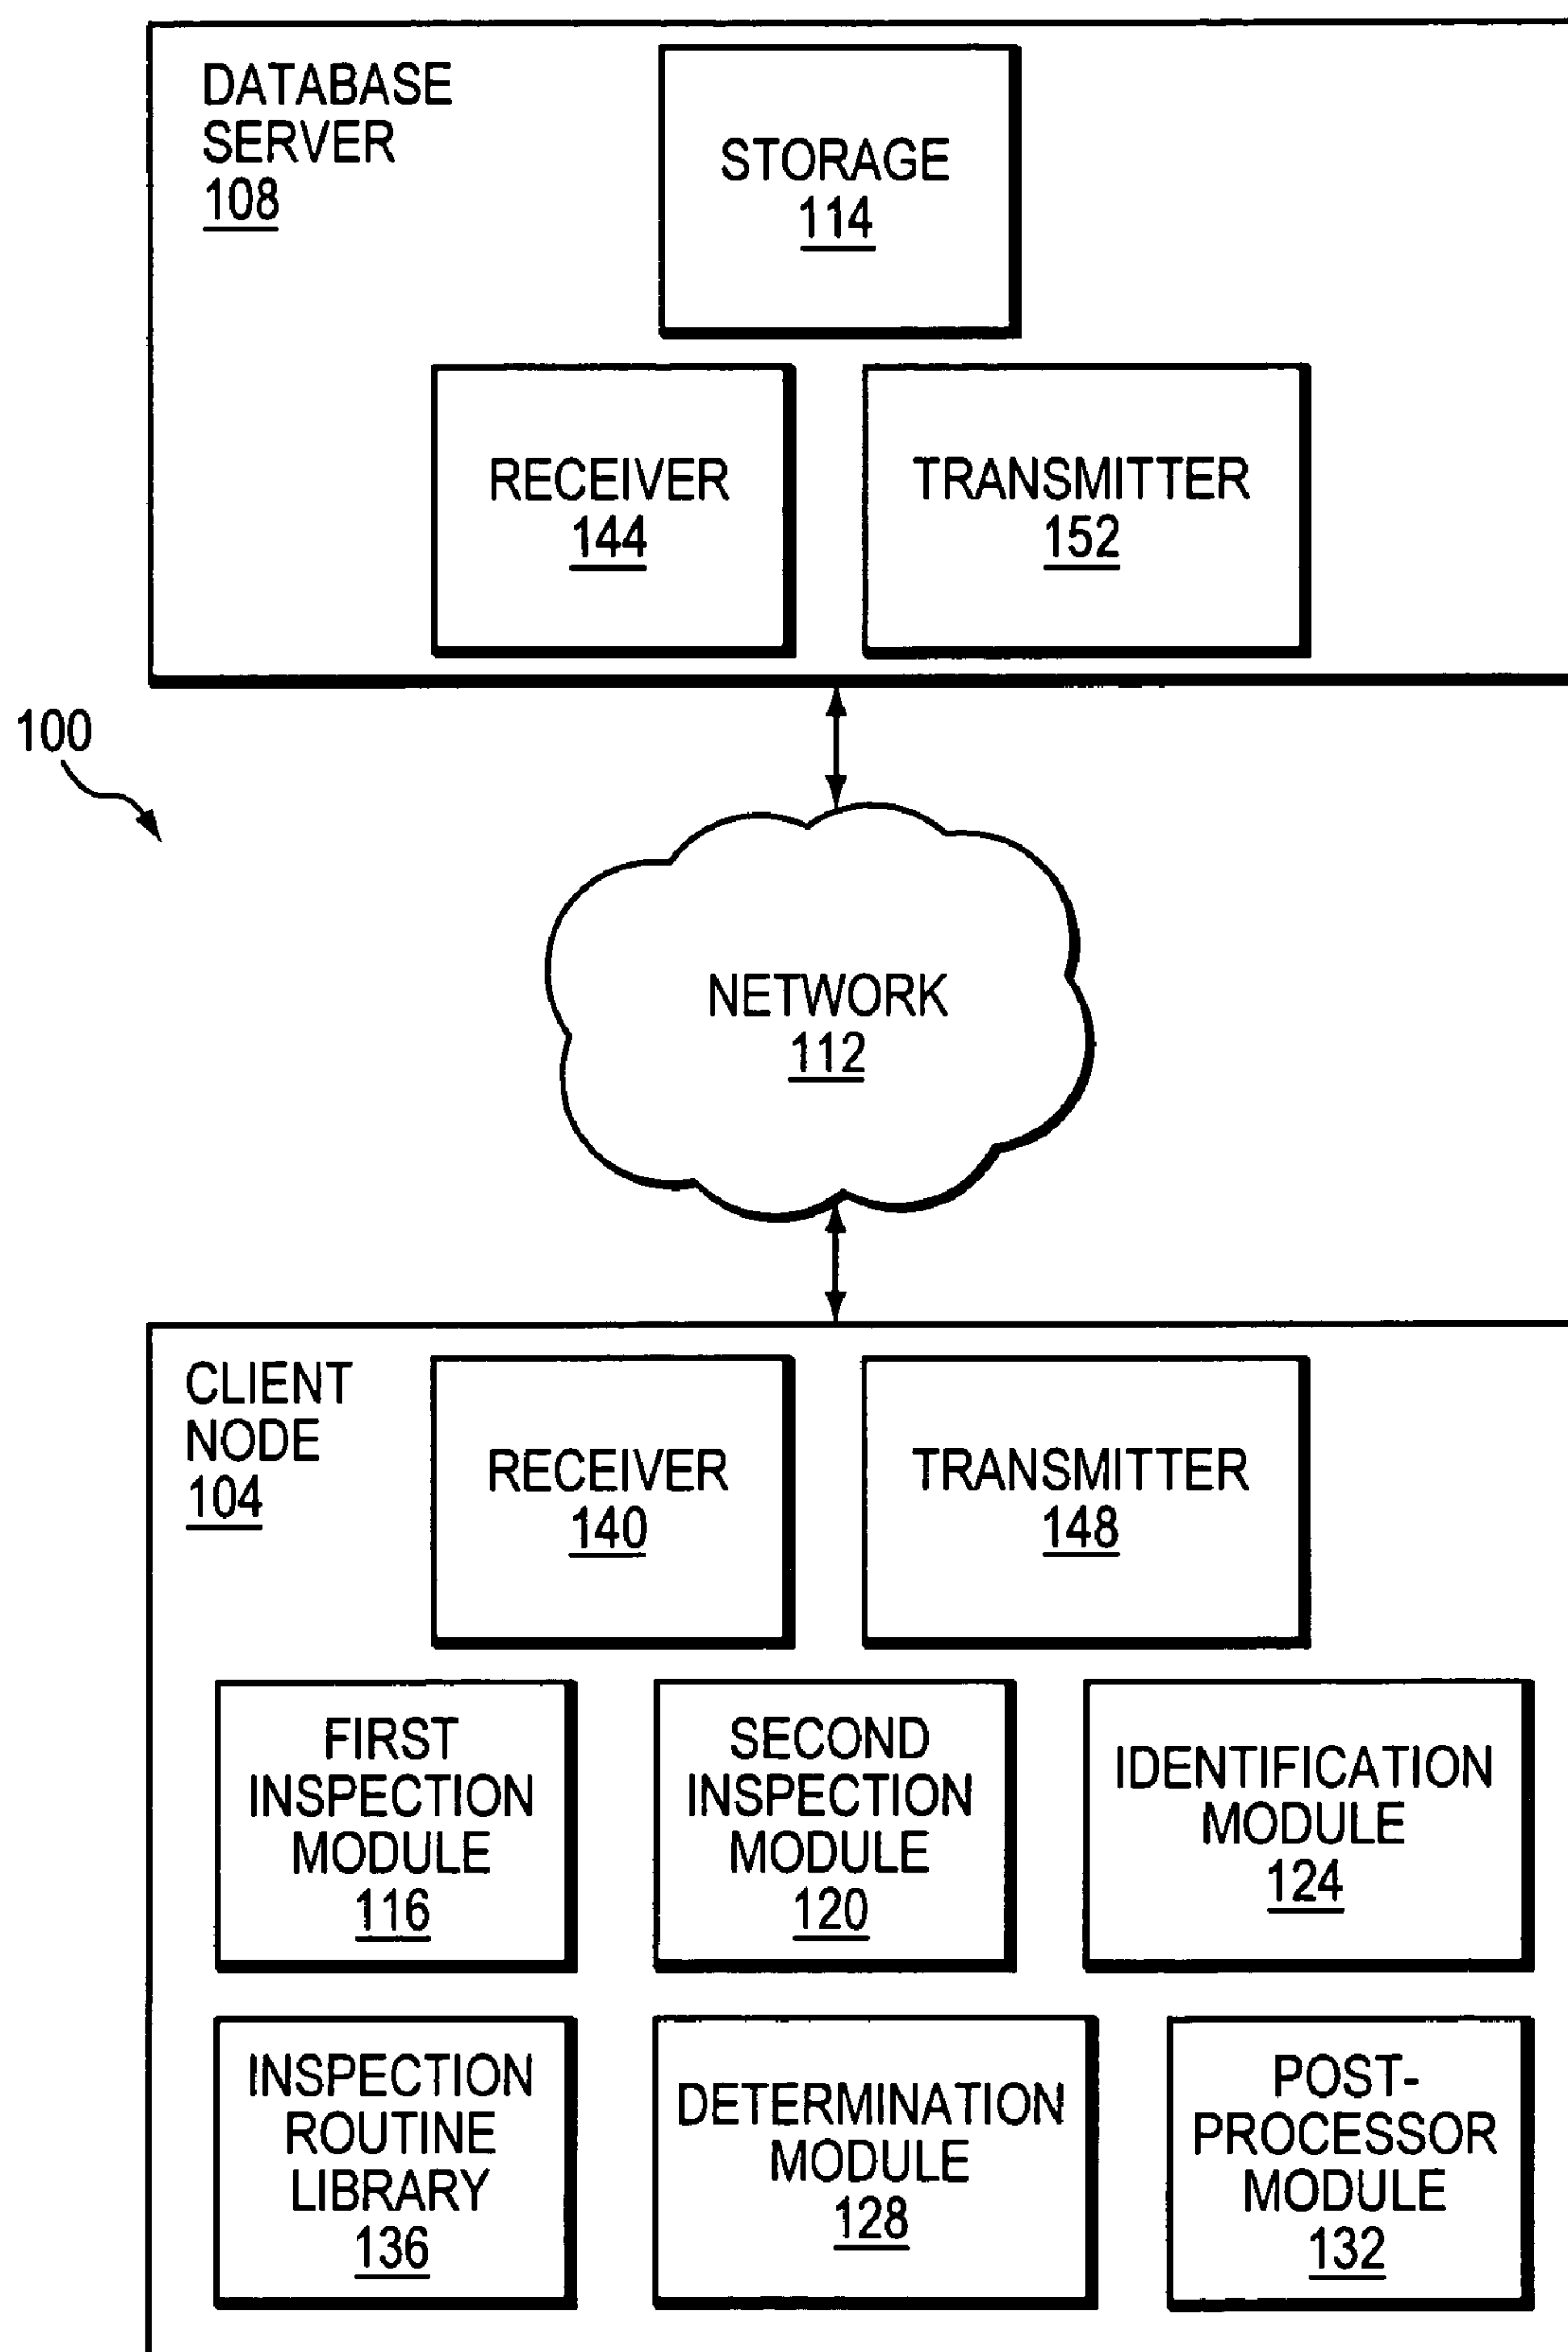 DATABASE
SERVER
108
STORAGE
114
RECEIVER
144
TRANSMITTER
152
100
NETWORK
112
CLIENT
NODE
104
RECEIVER
140
TRANSMITTER
148
FIRST
INSPECTION
MODULE
116
SECOND
INSPECTION
MODULE
120
IDENTIFICATION
MODULE
124
INSPECTION
ROUTINE
LIBRARY
136
DETERMINATION
MODULE
128
POST-
PROCESSOR
MODULE
132